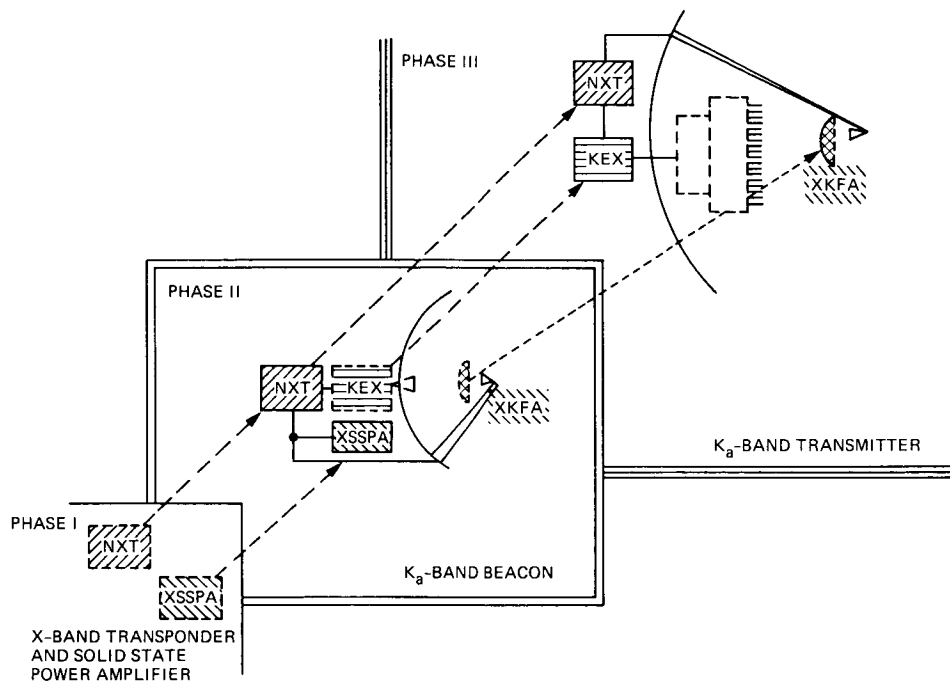 PHASE III
NXT
KEX
XKFA
PHASE II
NXT
KEX
XSSPA
XKFA
Ka-BAND TRANSMITTER
PHASE I
NXT
XSSPA
Ka-BAND BEACON
X-BAND TRANSPONDER
AND SOLID STATE
POWER AMPLIFIER